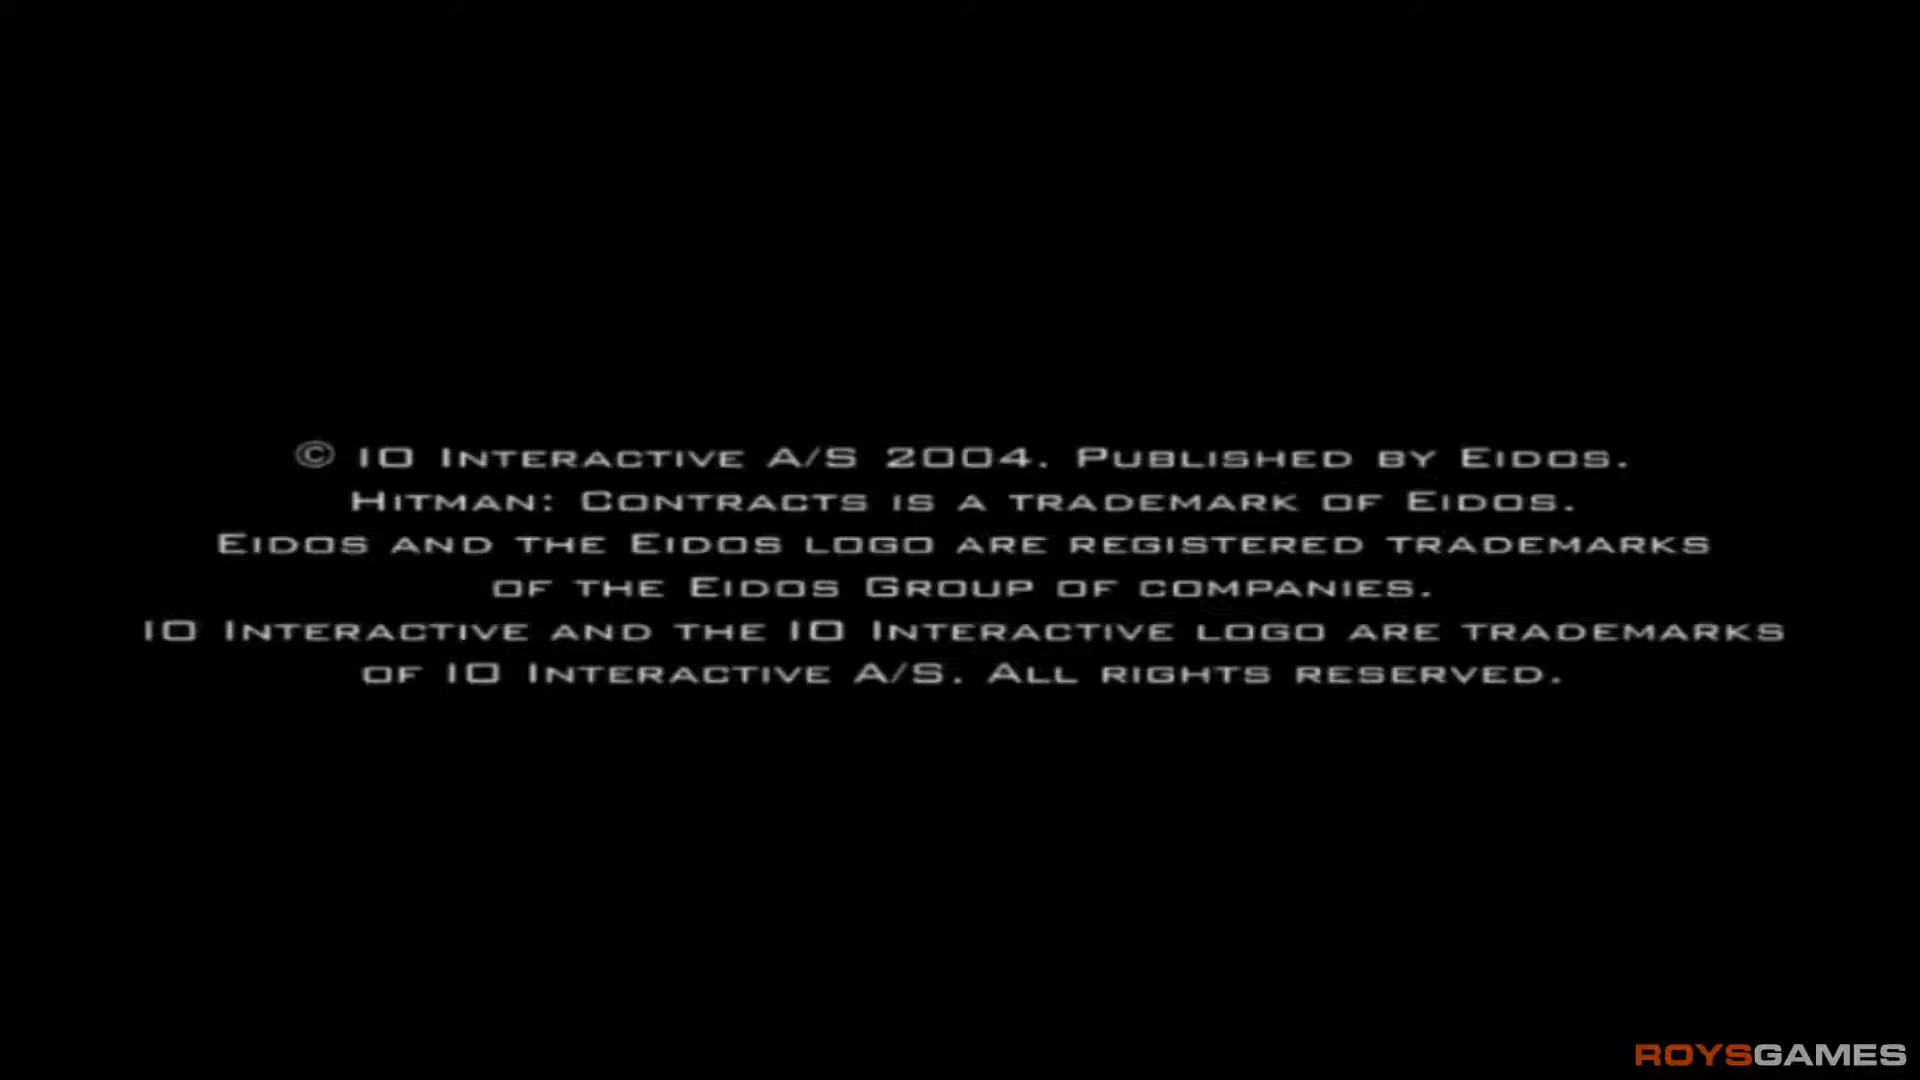 © IO Interactive A/S 2004. Published by Eidos.
Hitman: Contracts is a trademark of Eidos.
Eidos and the Eidos logo are registered trademarks
of the Eidos Group of companies.
IO Interactive and the IO Interactive logo are trademarks
of IO Interactive A/S. All rights reserved.
ROYSGAMES